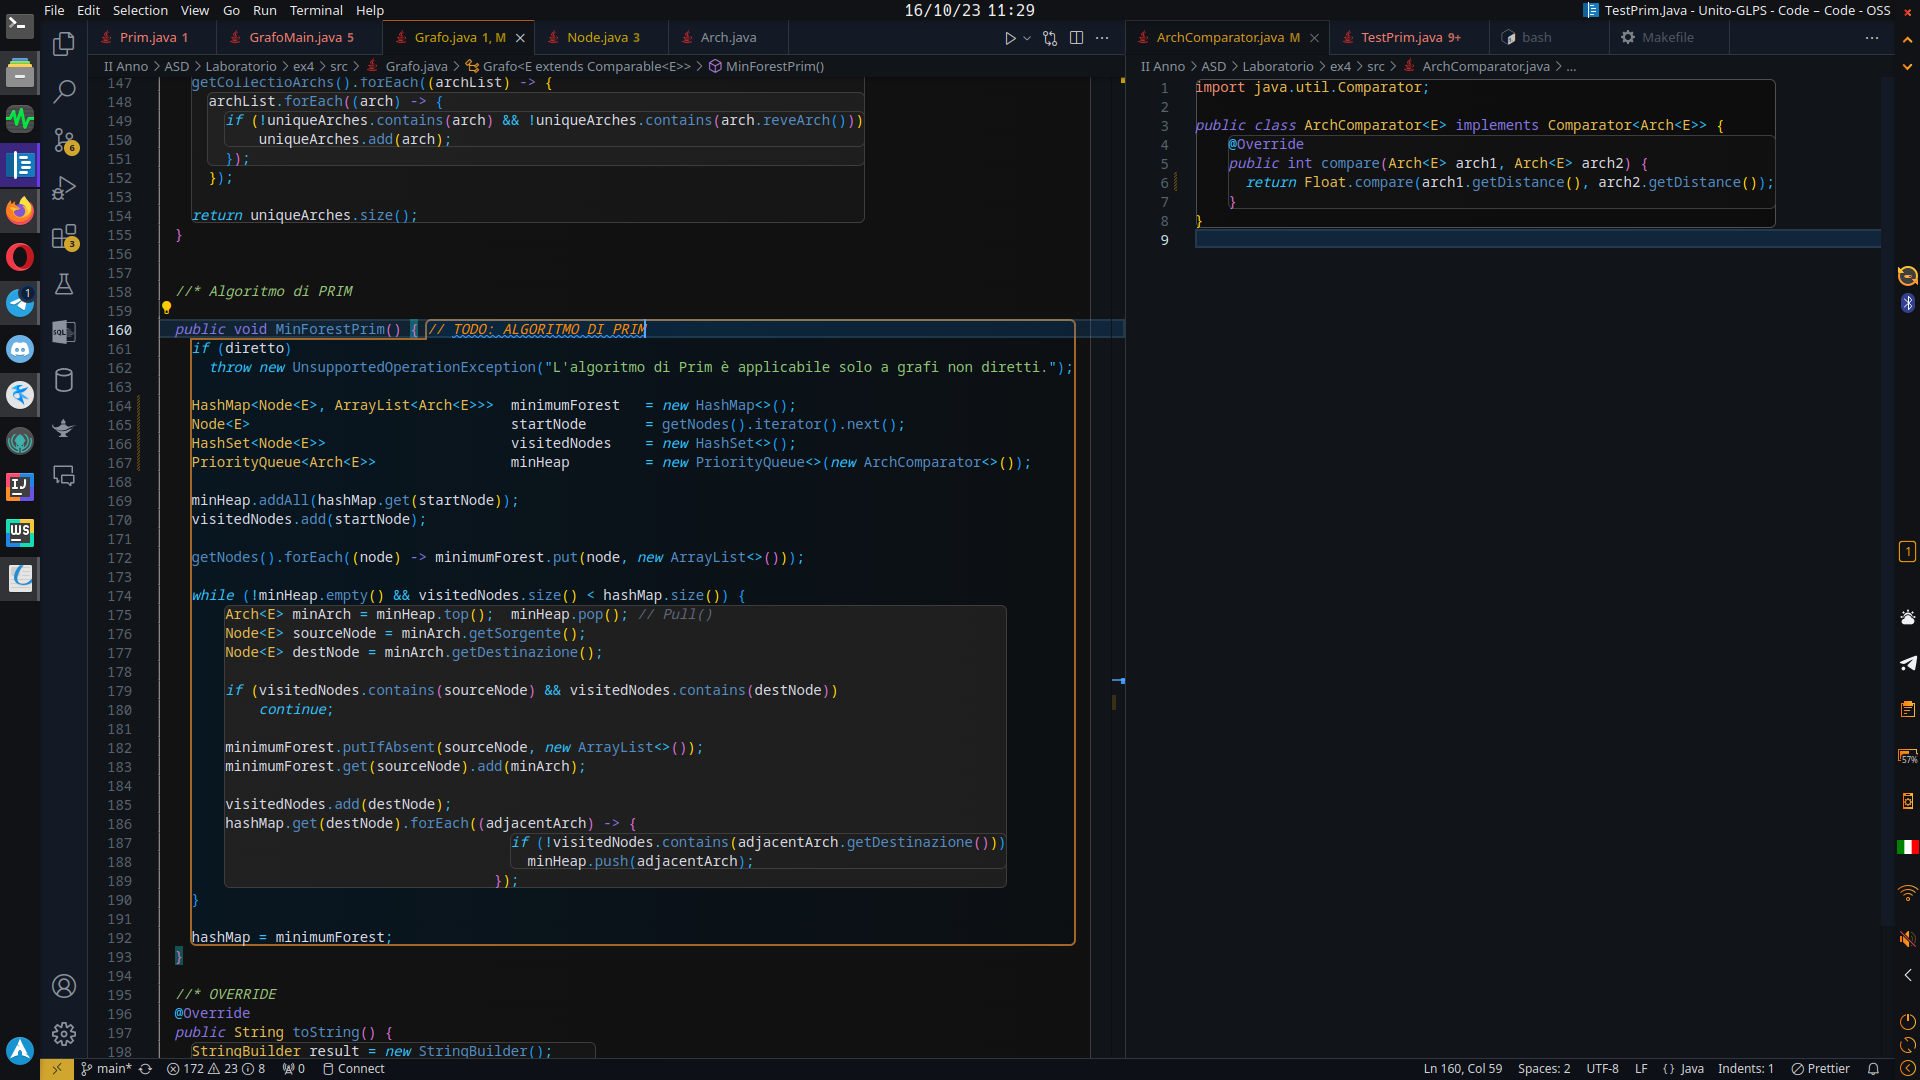 File Edit Selection View Go Run Terminal Help
16/10/23 11:29
TestPrim.Java - Unito-GLPS - Code – Code - OSS
Prim.java 1
GrafoMain.java 5
Grafo.java 1, M
Node.java 3
Arch.java
ArchComparator.java M
TestPrim.java 9+
bash
Makefile
II Anno > ASD > Laboratorio > ex4 > src > Grafo.java > Grafo<E extends Comparable<E>> > MinForestPrim()
147 getCollectioArchs().forEach((archList) -> {
148 archList.forEach((arch) -> {
149 if (!uniqueArches.contains(arch) && !uniqueArches.contains(arch.reveArch()))
150 uniqueArches.add(arch);
151 });
152 });
153
154 return uniqueArches.size();
155 }
156
157
158 //* Algoritmo di PRIM
159
160 public void MinForestPrim() { // TODO: ALGORITMO DI PRIM
161 if (diretto)
162 throw new UnsupportedOperationException("L'algoritmo di Prim è applicabile solo a grafi non diretti.");
163
164 HashMap<Node<E>, ArrayList<Arch<E>>> minimumForest = new HashMap<>();
165 Node<E> startNode = getNodes().iterator().next();
166 HashSet<Node<E>> visitedNodes = new HashSet<>();
167 PriorityQueue<Arch<E>> minHeap = new PriorityQueue<>(new ArchComparator<>());
168
169 minHeap.addAll(hashMap.get(startNode));
170 visitedNodes.add(startNode);
171
172 getNodes().forEach((node) -> minimumForest.put(node, new ArrayList<>()));
173
174 while (!minHeap.empty() && visitedNodes.size() < hashMap.size()) {
175 Arch<E> minArch = minHeap.top(); minHeap.pop(); // Pull()
176 Node<E> sourceNode = minArch.getSorgente();
177 Node<E> destNode = minArch.getDestinazione();
178
179 if (visitedNodes.contains(sourceNode) && visitedNodes.contains(destNode))
180 continue;
181
182 minimumForest.putIfAbsent(sourceNode, new ArrayList<>());
183 minimumForest.get(sourceNode).add(minArch);
184
185 visitedNodes.add(destNode);
186 hashMap.get(destNode).forEach((adjacentArch) -> {
187 if (!visitedNodes.contains(adjacentArch.getDestinazione()))
188 minHeap.push(adjacentArch);
189 });
190 }
191
192 hashMap = minimumForest;
193 }
194
195 //* OVERRIDE
196 @Override
197 public String toString() {
198 StringBuilder result = new StringBuilder();
II Anno > ASD > Laboratorio > ex4 > src > ArchComparator.java > ...
1 import java.util.Comparator;
2
3 public class ArchComparator<E> implements Comparator<Arch<E>> {
4 @Override
5 public int compare(Arch<E> arch1, Arch<E> arch2) {
6 return Float.compare(arch1.getDistance(), arch2.getDistance());
7 }
8 }
9
6
3
1
SQL
IJ
WS
1
57%
main* 172 23 8 0 Connect
Ln 160, Col 59 Spaces: 2 UTF-8 LF {} Java Indents: 1 Prettier